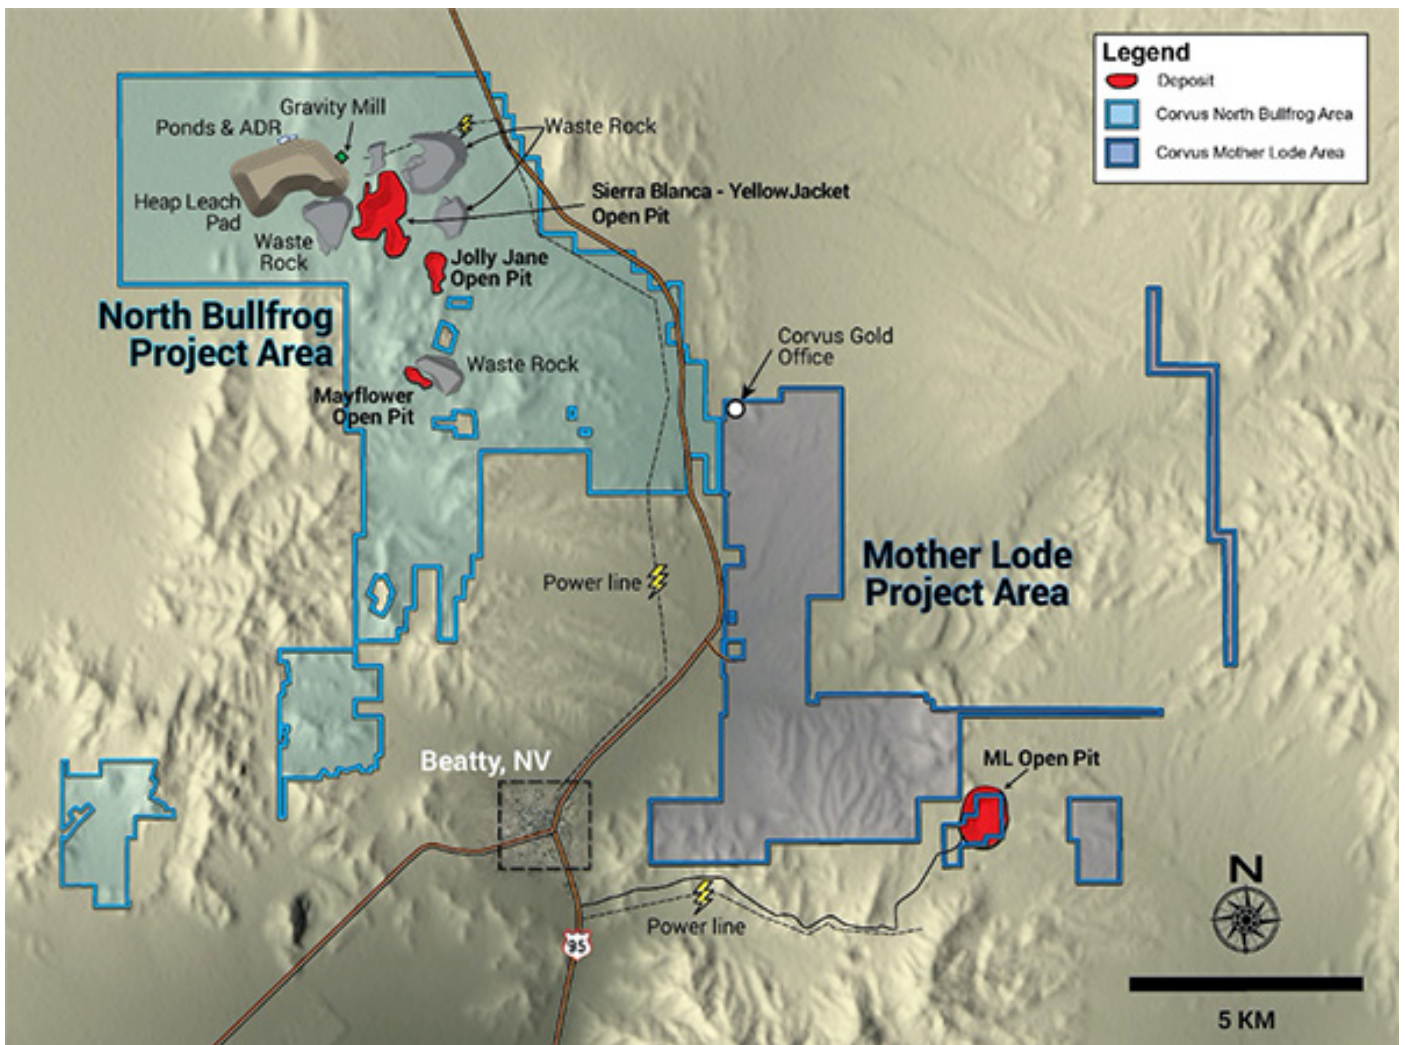 Legend
Deposit
Corvus North Bullfrog Area
Corvus Mother Lode Area
Gravity Mill
Ponds & ADR
Waste Rock
Heap Leach
Pad
Sierra Blanca - YellowJacket
Open Pit
Waste
Rock
Jolly Jane
Open Pit
North Bullfrog
Project Area
Corvus Gold
Office
Waste Rock
Mayflower
Open Pit
Mother Lode
Project Area
Power line
Beatty, NV
ML Open Pit
N
Power line
95
5 KM